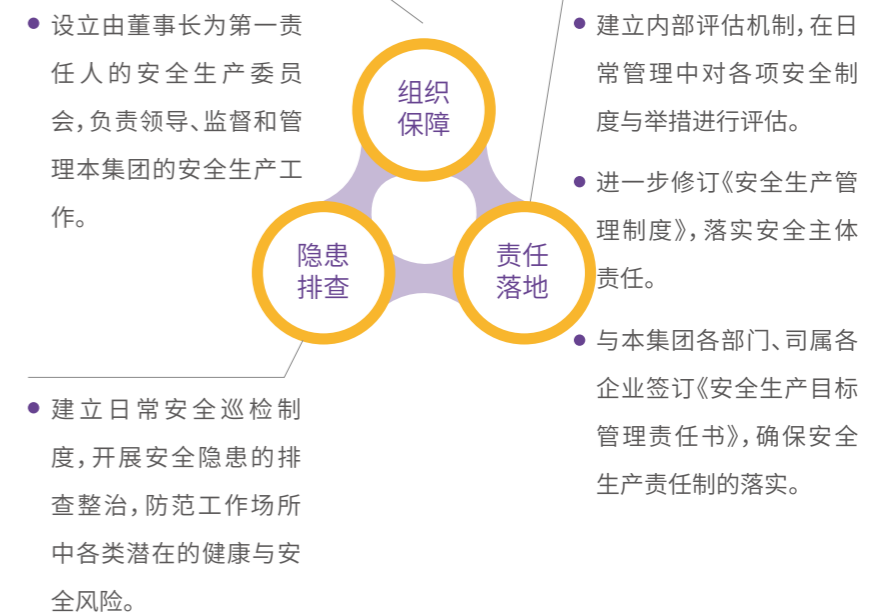 设立由董事长为第一责
任人的安全生产委员
会，负责领导、监督和管
理本集团的安全生产工
作。
组织
保障
隐患
排查
责任
落地
建立日常安全巡检制
度，开展安全隐患的排
查整治，防范工作场所
中各类潜在的健康与安
全风险。
建立内部评估机制，在日
常管理中对各项安全制
度与举措进行评估。
进一步修订《安全生产管
理制度》，落实安全主体
责任。
与本集团各部门、司属各
企业签订《安全生产目标
管理责任书》，确保安全
生产责任制的落实。